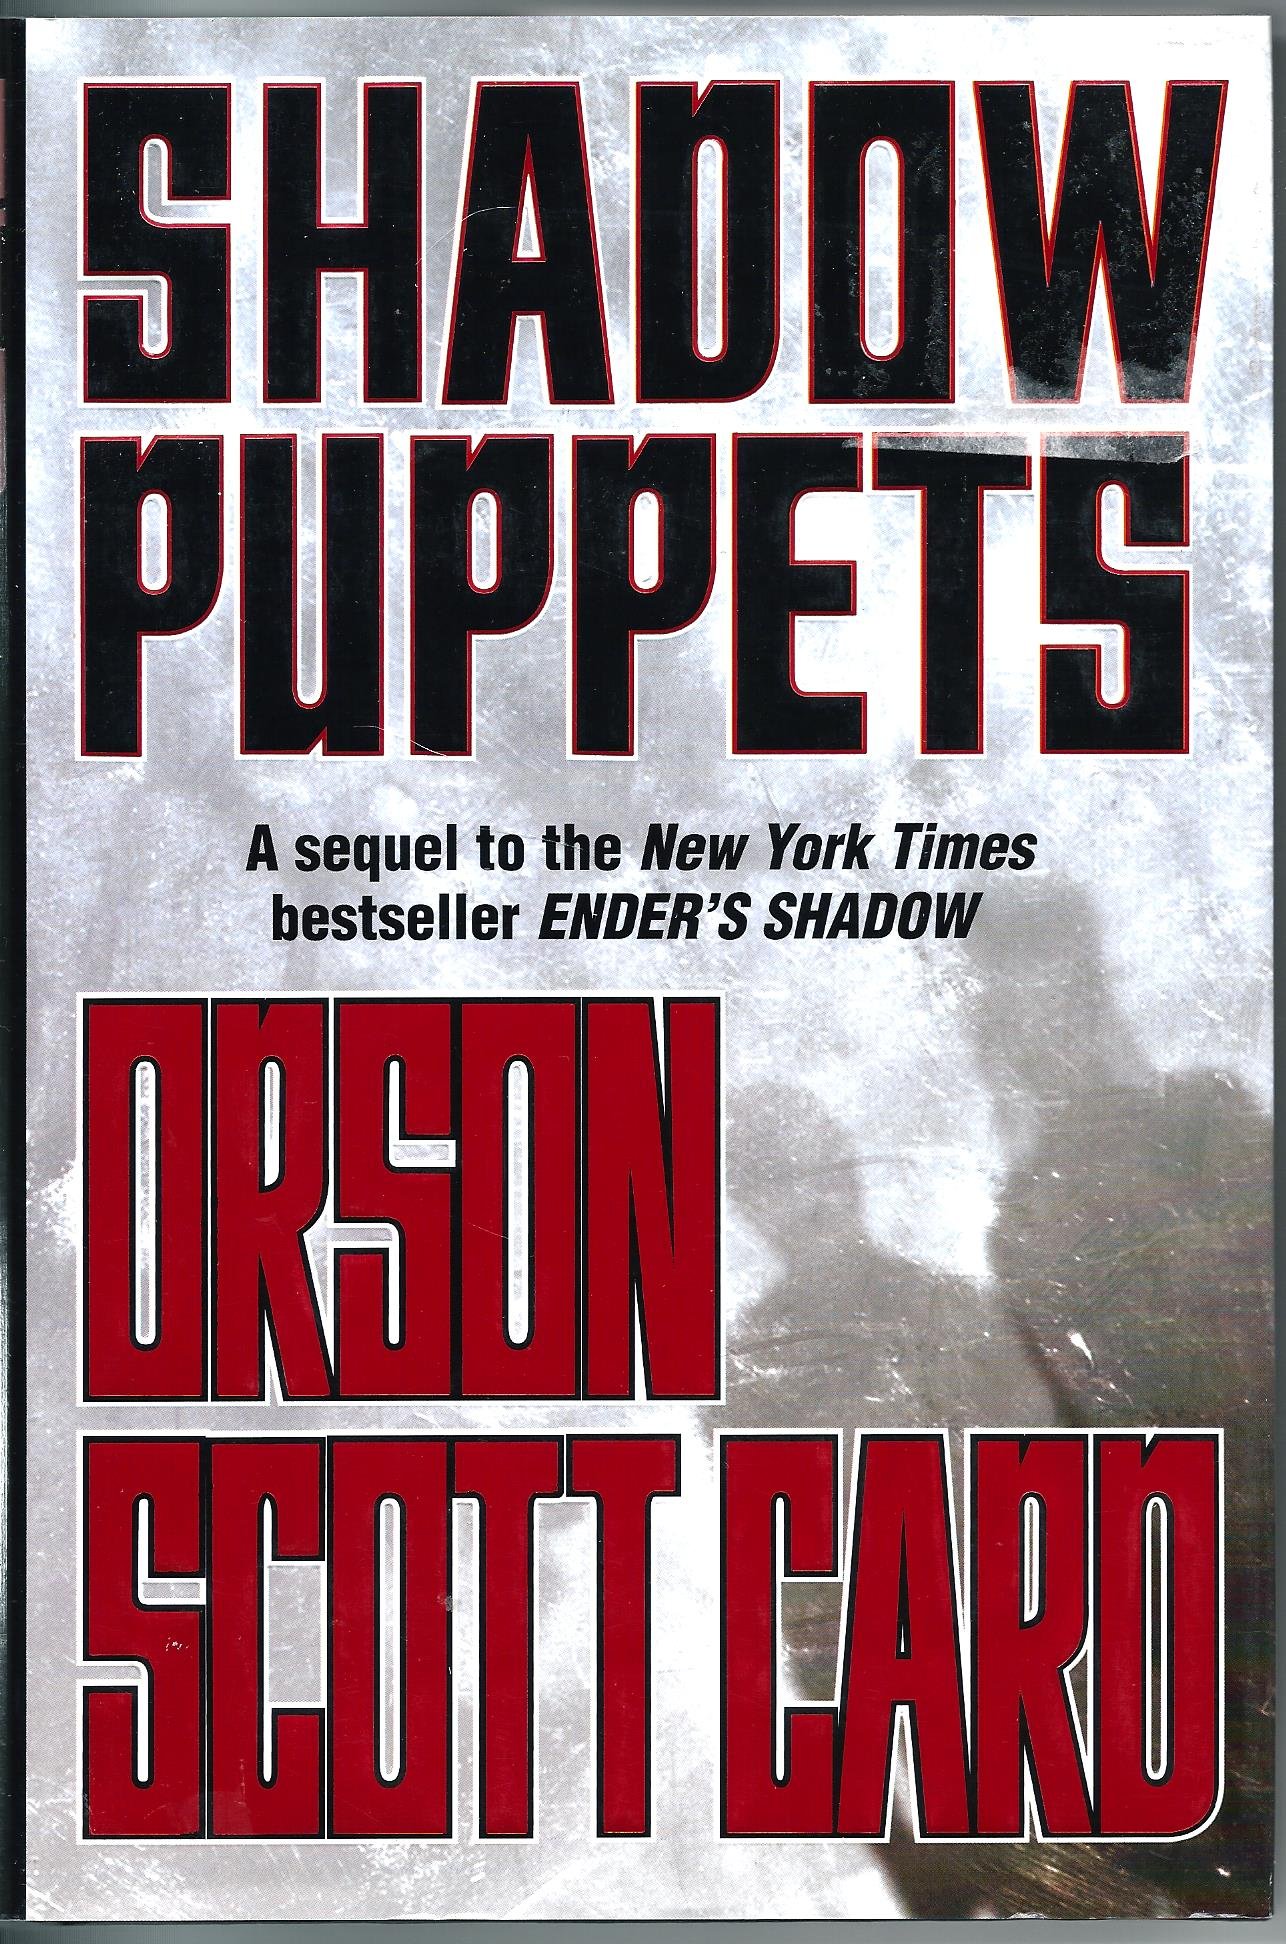 SHADOW
PUPPETS
A sequel to the New York Times
bestseller ENDER'S SHADOW
ORSON
SCOTT CARD